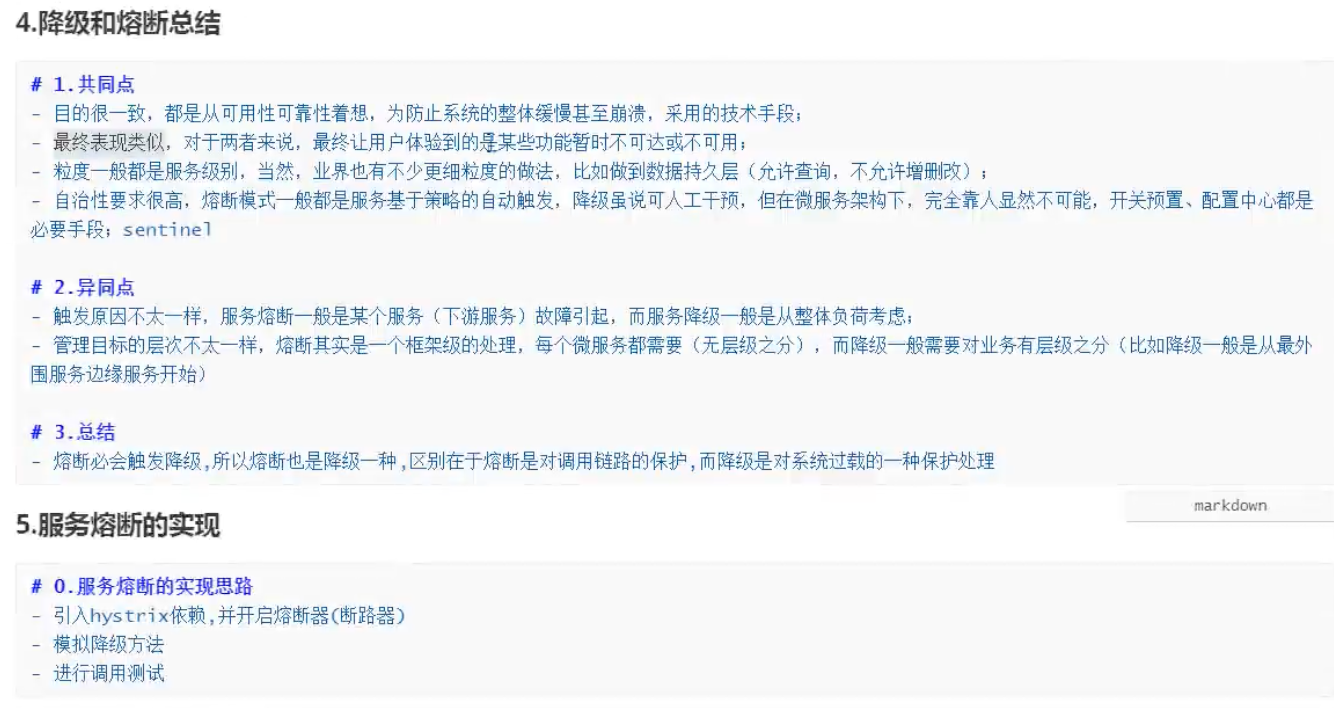 4.降级和熔断总结
# 1.共同点
- 目的很一致，都是从可用性可靠性着想，为防止系统的整体缓慢甚至崩溃，采用的技术手段；
- 最终表现类似，对于两者来说，最终让用户体验到的是某些功能暂时不可达或不可用；
- 粒度一般都是服务级别，当然，业界也有不少更细粒度的做法，比如做到数据持久层（允许查询，不允许增删改）；
- 自治性要求很高，熔断模式一般都是服务基于策略的自动触发，降级虽说可人工干预，但在微服务架构下，完全靠人显然不可能，开关预置、配置中心都是
必要手段；sentinel
# 2.异同点
- 触发原因不太一样，服务熔断一般是某个服务（下游服务）故障引起，而服务降级一般是从整体负荷考虑；
- 管理目标的层次不太一样，熔断其实是一个框架级的处理，每个微服务都需要（无层级之分），而降级一般需要对业务有层级之分（比如降级一般是从最外
围服务边缘服务开始）
# 3.总结
- 熔断必会触发降级,所以熔断也是降级一种,区别在于熔断是对调用链路的保护,而降级是对系统过载的一种保护处理
markdown
5.服务熔断的实现
# 0.服务熔断的实现思路
- 引入hystrix依赖,并开启熔断器(断路器)
- 模拟降级方法
- 进行调用测试